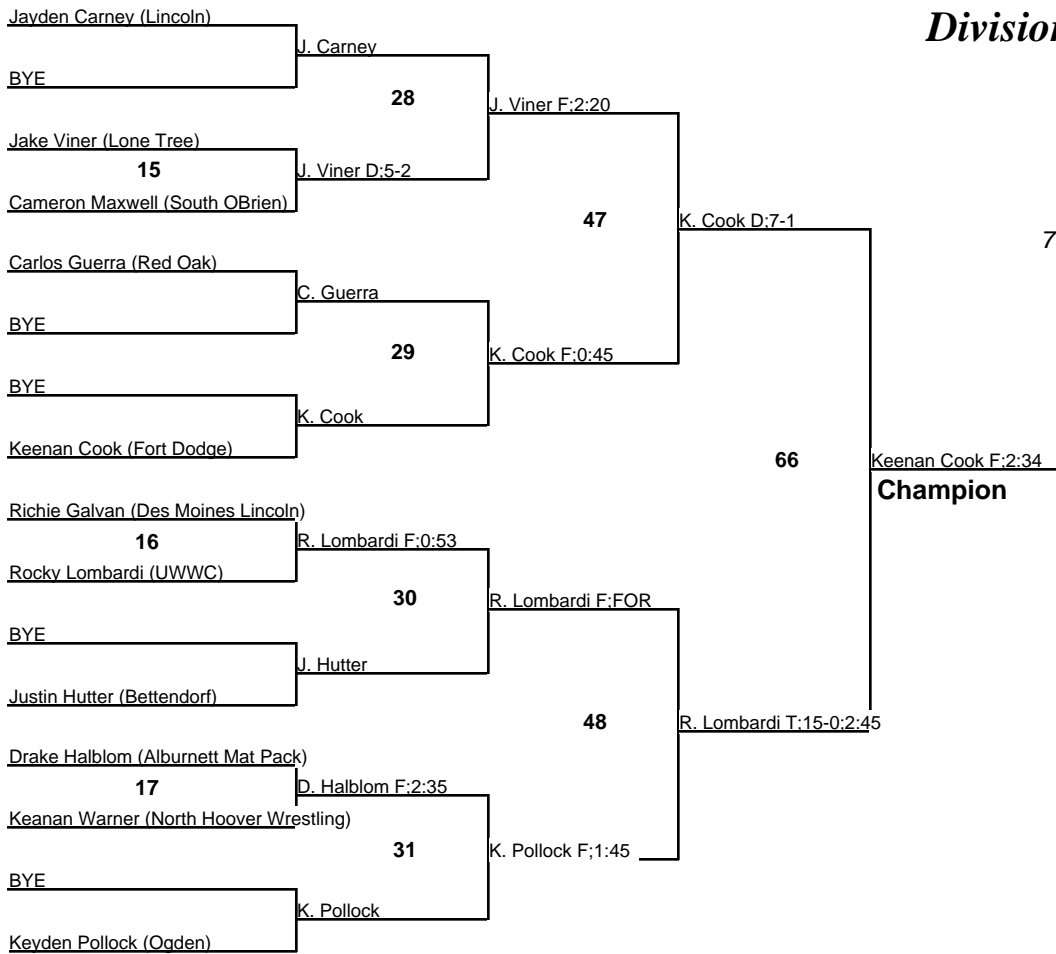 Jayden Carney (Lincoln)
Division
J. Carney
BYE
28
J. Viner F;2:20
Jake Viner (Lone Tree)
15
J. Viner D;5-2
Cameron Maxwell (South OBrien)
47
K. Cook D;7-1
7
Carlos Guerra (Red Oak)
C. Guerra
BYE
29
K. Cook F;0:45
BYE
K. Cook
Keenan Cook (Fort Dodge)
66
Keenan Cook F;2:34
Champion
Richie Galvan (Des Moines Lincoln)
16
R. Lombardi F;0:53
Rocky Lombardi (UWWC)
30
R. Lombardi F;FOR
BYE
J. Hutter
Justin Hutter (Bettendorf)
48
R. Lombardi T;15-0;2:45
Drake Halblom (Alburnett Mat Pack)
17
D. Halblom F;2:35
Keanan Warner (North Hoover Wrestling)
31
K. Pollock F;1:45
BYE
K. Pollock
Keyden Pollock (Ogden)